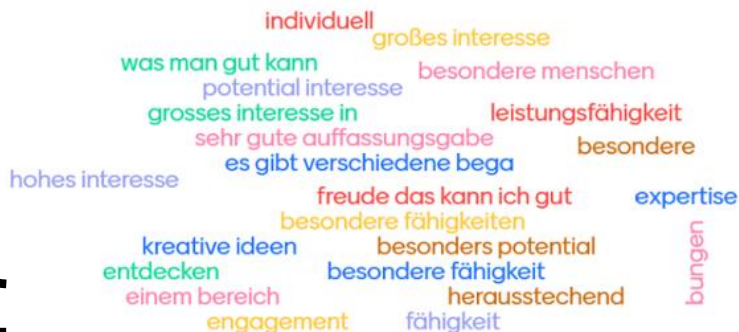 individuell
großes interesse
was man gut kann
besondere menschen
potential interesse
grosses interesse in
leistungsfähigkeit
sehr gute auffassungsgabe
besondere
es gibt verschiedene bega
hohes interesse
freude das kann ich gut
expertise
besondere fähigkeiten
kreative ideen
besonders potential
bungen
entdecken
besondere fähigkeit
einem bereich
herausstechend
engagement
fähigkeit